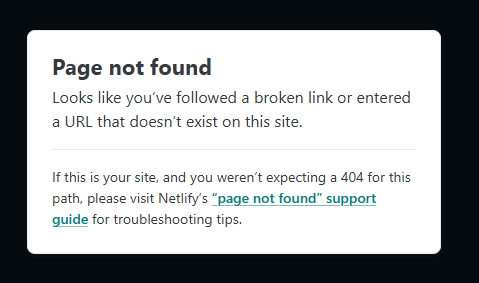 Page not found
Looks like you’ve followed a broken link or entered
a URL that doesn’t exist on this site.
If this is your site, and you weren’t expecting a 404 for this
path, please visit Netlify’s “page not found” support
guide for troubleshooting tips.